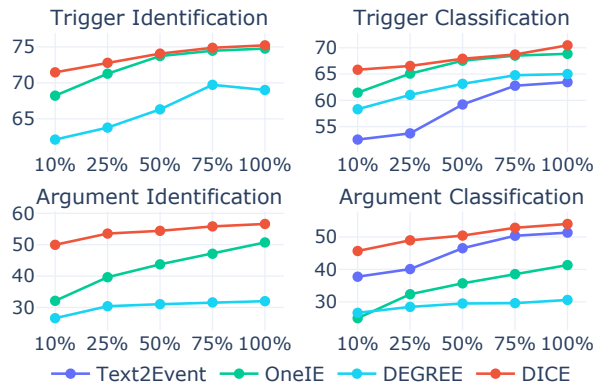 Trigger Identification
Trigger Classification
75
70
65
10% 25% 50% 75% 100%
70
65
60
55
10% 25% 50% 75% 100%
Argument Identification
Argument Classification
60
50
40
30
10% 25% 50% 75% 100%
50
40
30
10% 25% 50% 75% 100%
Text2Event OneIE DEGREE DICE